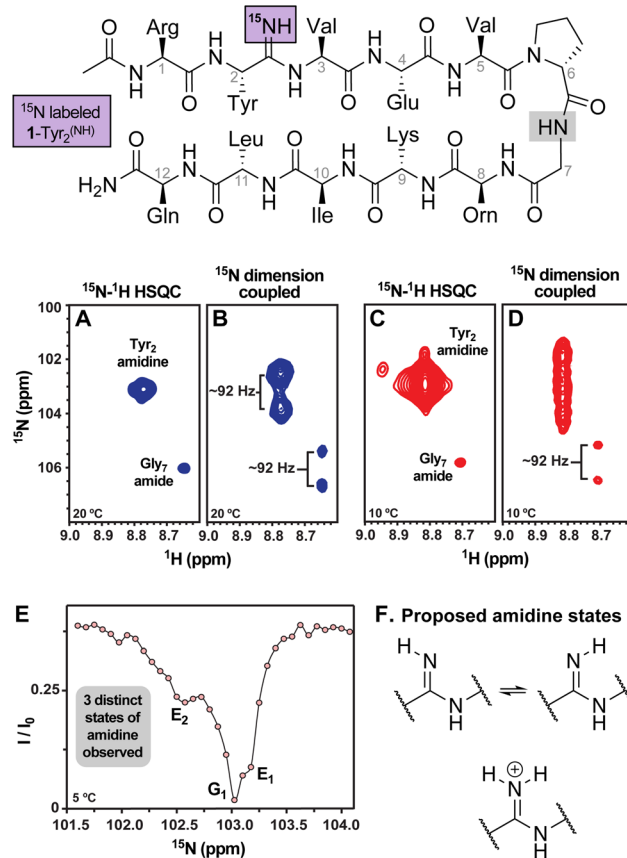 Arg
15NH
Val
Val
O
H
N
O
H
N
O
H
N
N
1
2
3
4
5
6
N
H
O
Tyr
N
H
O
Glu
N
H
O
O
15N labeled
1-Tyr2(NH)
Leu
Lys
HN
O
H
N
O
H
N
O
H
N
7
H2N
12
11
10
9
8
Gln
O
N
H
Ile
O
N
H
Orn
O
N
H
15N-1H HSQC
15N dimension
coupled
15N-1H HSQC
15N dimension
coupled
100
102
104
106
15N (ppm)
A
Tyr2
amidine
Gly7
amide
20 ºC
B
~92 Hz
~92 Hz
20 ºC
C
Tyr2
amidine
Gly7
amide
10 ºC
D
~92 Hz
10 ºC
9.0 8.9 8.8 8.7 9.0 8.9 8.8 8.7 9.0 8.9 8.8 8.7 9.0 8.9 8.8 8.7
1H (ppm)
1H (ppm)
E
I / I0
0.25
0
3 distinct
states of
amidine
observed
E2
G1
E1
5 ºC
101.5 102.0 102.5 103.0 103.5 104.0
15N (ppm)
F. Proposed amidine states
H
N
N
H
N
H
N
H
H
N
⊕
H
N
H